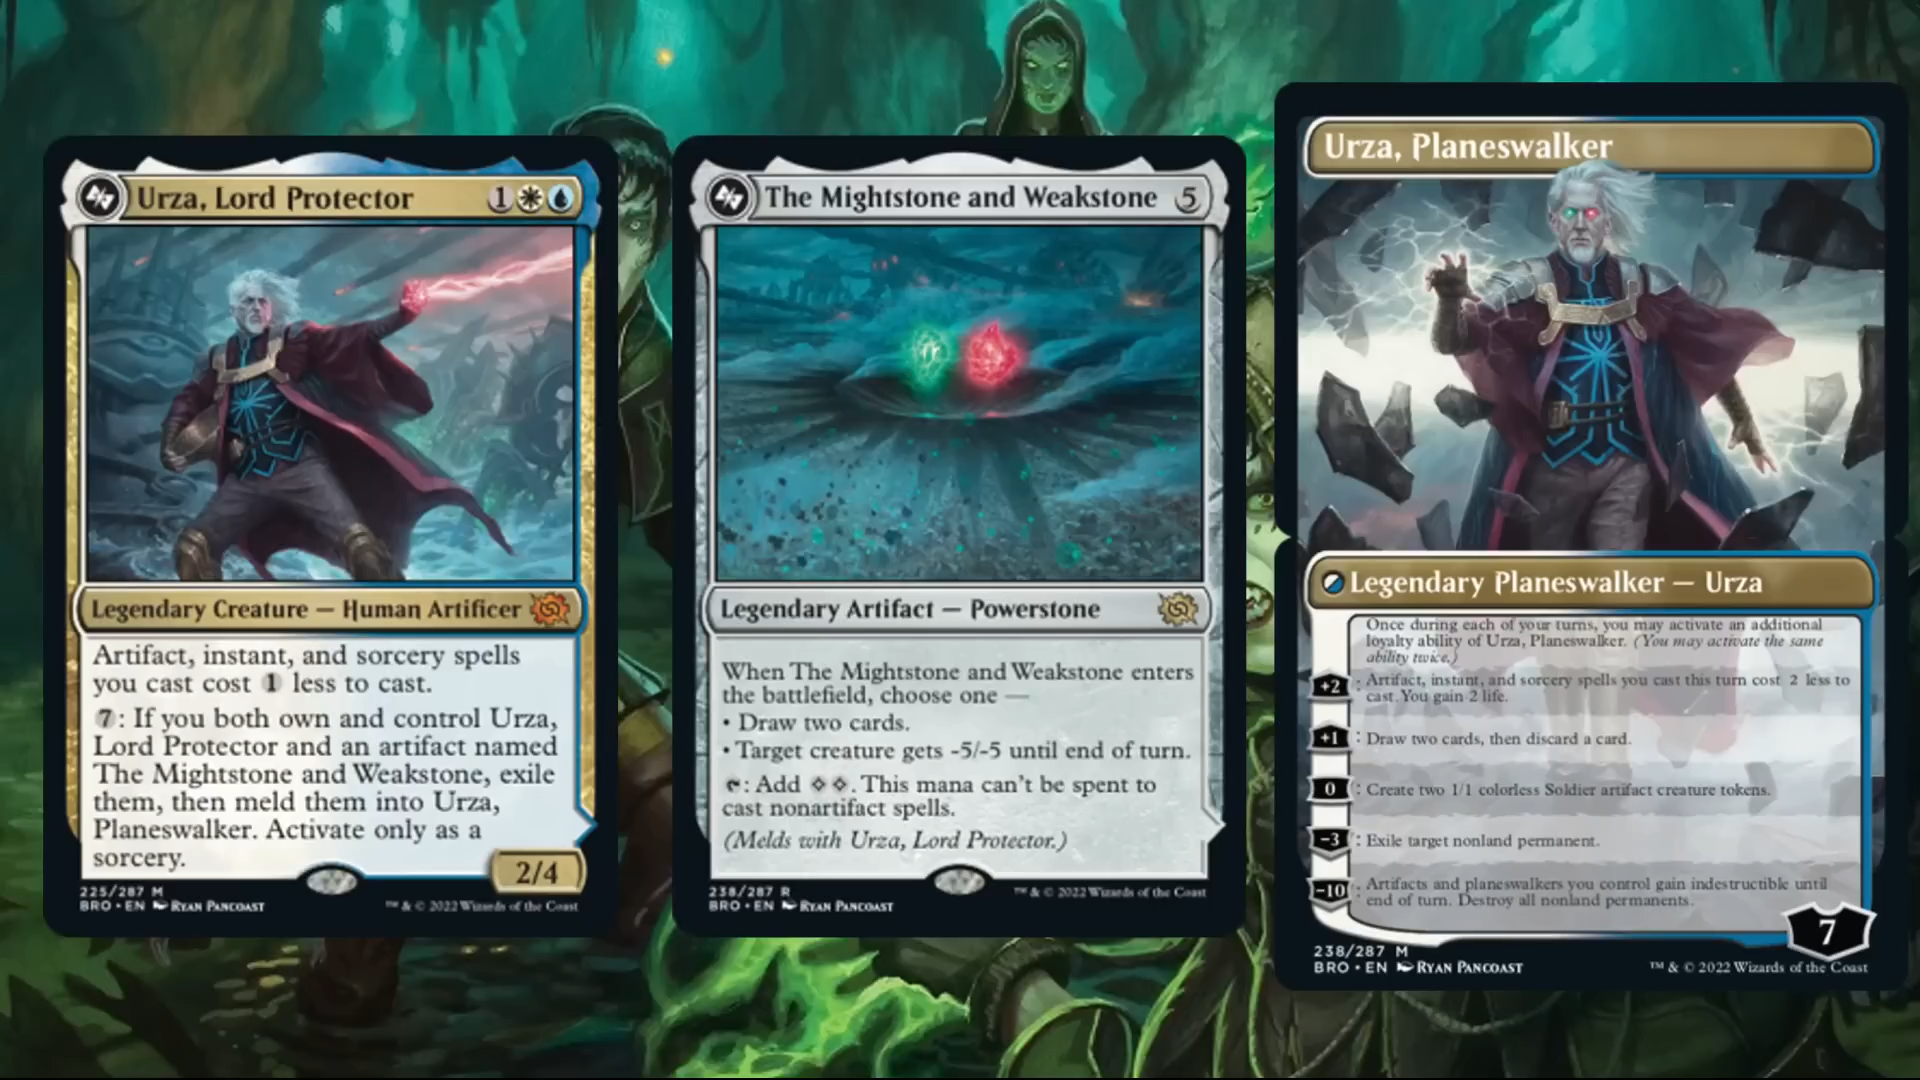 Urza, Lord Protector 1
Artifact, instant, and sorcery spells
you cast cost 1 less to cast.
7: If you both own and control Urza,
Lord Protector and an artifact named
The Mightstone and Weakstone, exile
them, then meld them into Urza,
Planeswalker. Activate only as a
sorcery.
Legendary Creature — Human Artificer
2/4
225/287 M
BRO • EN RYAN PANCOAST
™ & © 2022 Wizards of the Coast
The Mightstone and Weakstone 5
Legendary Artifact — Powerstone
When The Mightstone and Weakstone enters
the battlefield, choose one —
• Draw two cards.
• Target creature gets -5/-5 until end of turn.
: Add . This mana can't be spent to
cast nonartifact spells.
(Melds with Urza, Lord Protector.)
238/287 R
BRO • EN RYAN PANCOAST
™ & © 2022 Wizards of the Coast
Urza, Planeswalker
Legendary Planeswalker — Urza
Once during each of your turns, you may activate an additional
loyalty ability of Urza, Planeswalker. (You may activate the same
ability twice.)
+2 : Artifact, instant, and sorcery spells you cast this turn cost 2 less to
cast. You gain 2 life.
+1 : Draw two cards, then discard a card.
0 : Create two 1/1 colorless Soldier artifact creature tokens.
−3 : Exile target nonland permanent.
−10 : Artifacts and planeswalkers you control gain indestructible until
end of turn. Destroy all nonland permanents.
7
238/287 M
BRO • EN RYAN PANCOAST
™ & © 2022 Wizards of the Coast